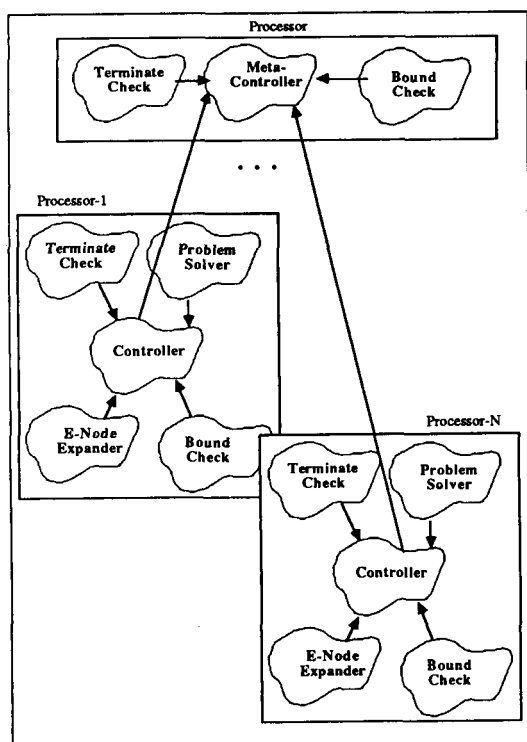 Processor
Terminate
Check
Meta-
Controller
Bound
Check
. . .
Processor-1
Terminate
Check
Problem
Solver
Controller
E-Node
Expander
Bound
Check
Processor-N
Terminate
Check
Problem
Solver
Controller
E-Node
Expander
Bound
Check